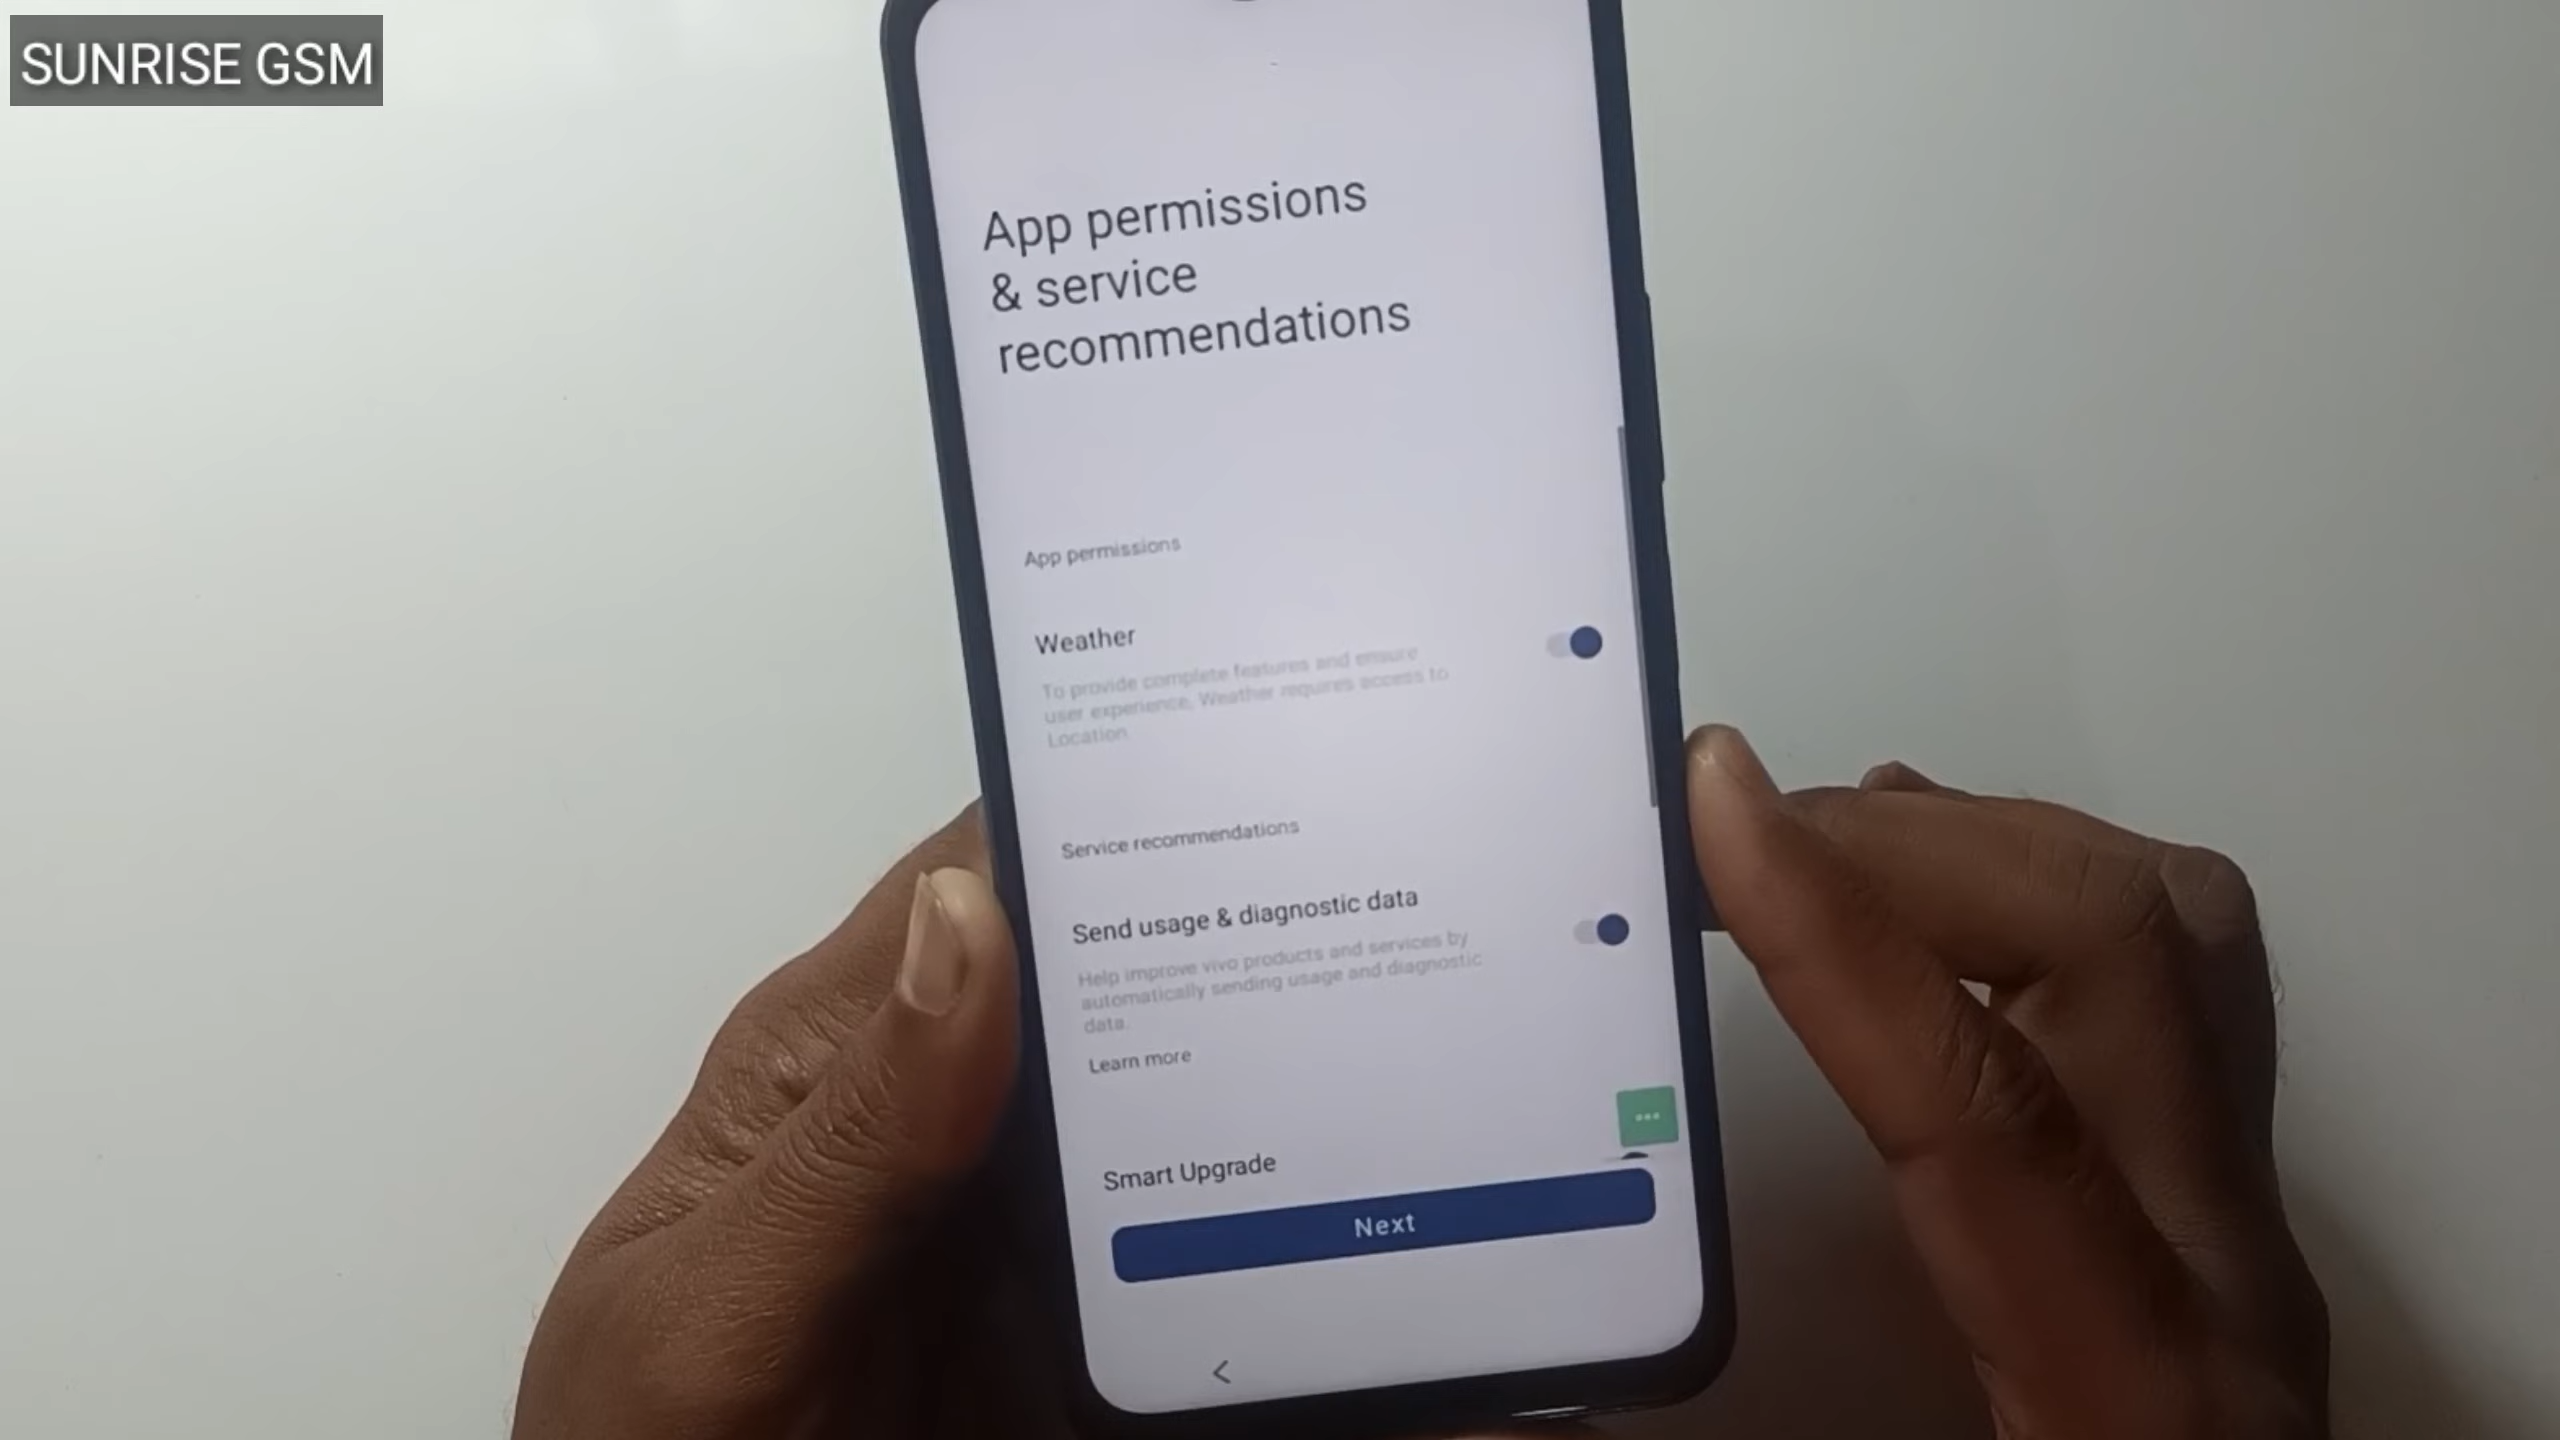 SUNRISE GSM
App permissions
& service
recommendations
App permissions
Weather
To provide complete features and ensure
user experience, Weather requires access to
Location.
Service recommendations
Send usage & diagnostic data
Help improve vivo products and services by
automatically sending usage and diagnostic
data.
Learn more
Smart Upgrade
Next